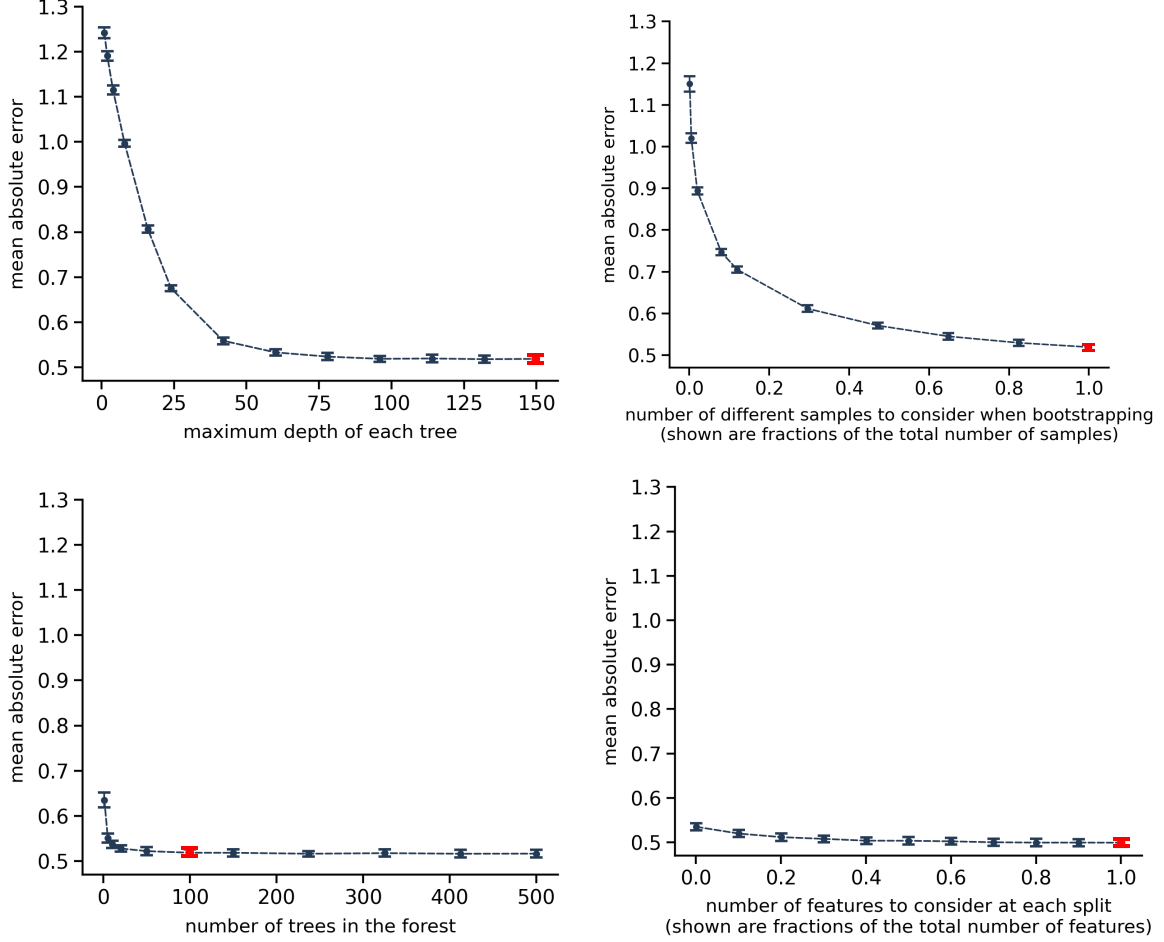 1.3
1.2
1.1
1.0
0.9
0.8
0.7
0.6
0.5
mean absolute error
0 25 50 75 100 125 150
maximum depth of each tree
1.3
1.2
1.1
1.0
0.9
0.8
0.7
0.6
0.5
mean absolute error
0.0 0.2 0.4 0.6 0.8 1.0
number of different samples to consider when bootstrapping
(shown are fractions of the total number of samples)
1.3
1.2
1.1
1.0
0.9
0.8
0.7
0.6
0.5
mean absolute error
0 100 200 300 400 500
number of trees in the forest
1.3
1.2
1.1
1.0
0.9
0.8
0.7
0.6
0.5
mean absolute error
0.0 0.2 0.4 0.6 0.8 1.0
number of features to consider at each split
(shown are fractions of the total number of features)